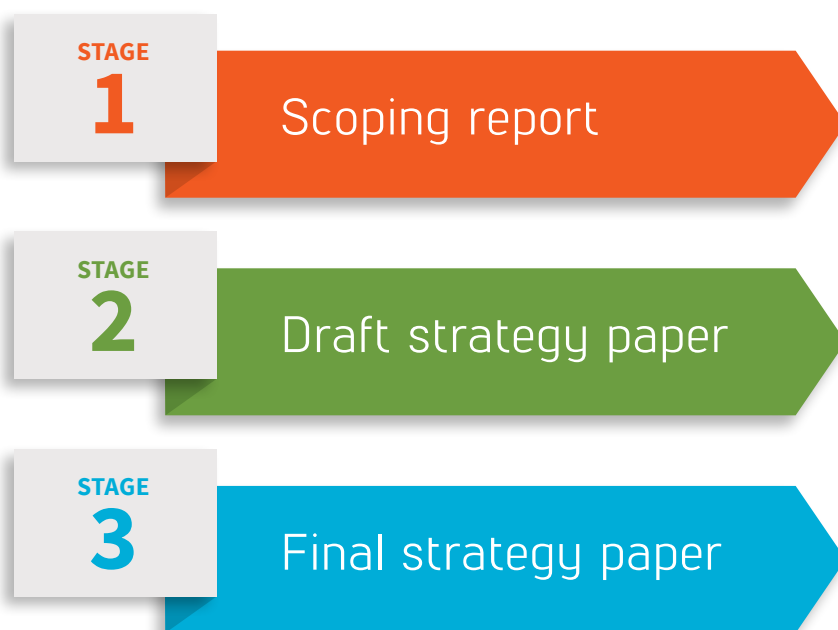 STAGE
1
Scoping report
STAGE
2
Draft strategy paper
STAGE
3
Final strategy paper